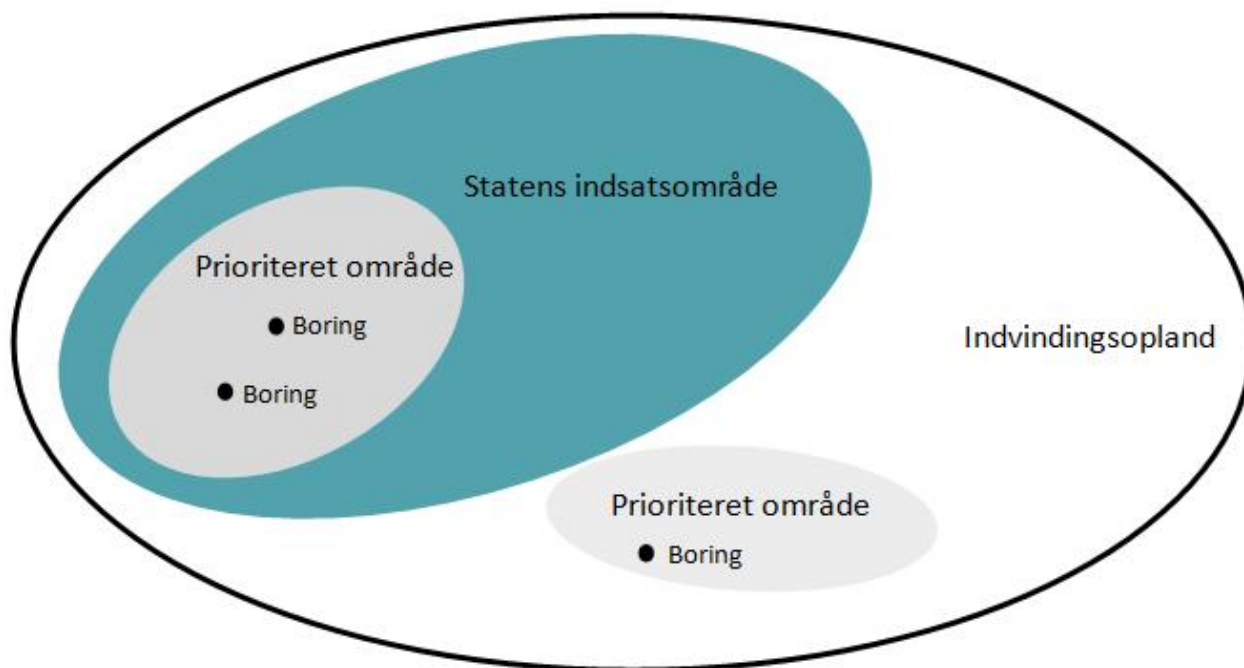 Statens indsatsområde
Prioriteret område
Boring
Boring
Indvindingsopland
Prioriteret område
Boring